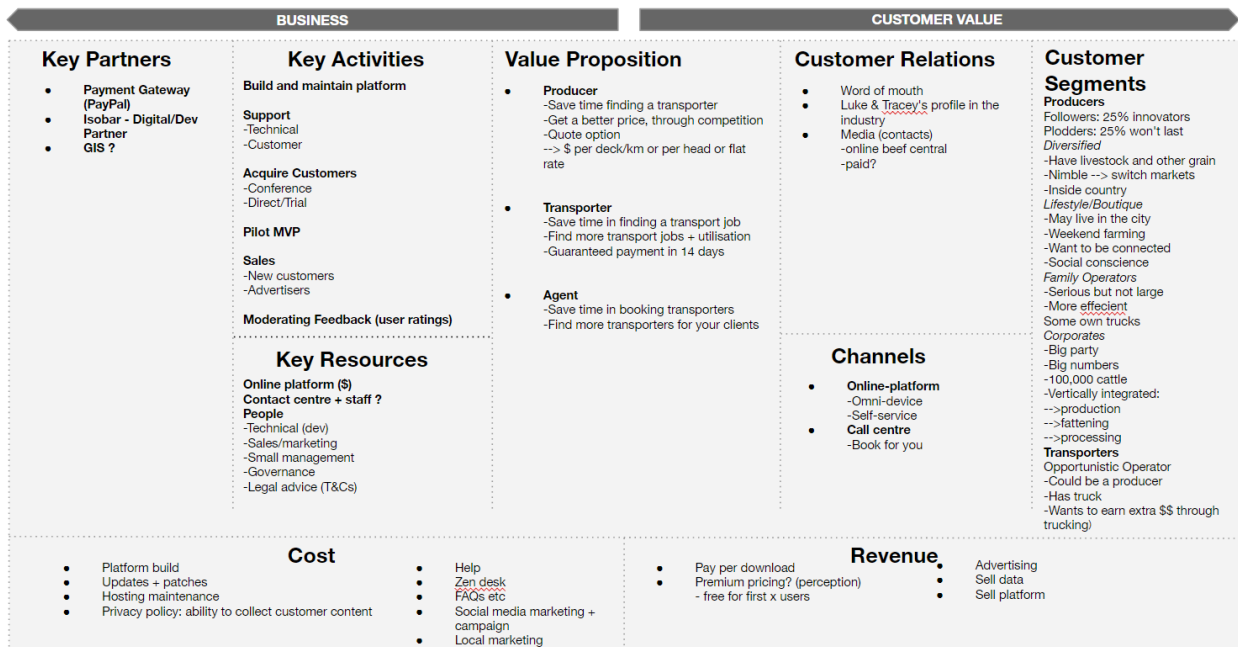 BUSINESS
CUSTOMER VALUE
Key Partners
● Payment Gateway
(PayPal)
● Isobar - Digital/Dev
Partner
● GIS ?
Key Activities
Build and maintain platform
Support
-Technical
-Customer
Acquire Customers
-Conference
-Direct/Trial
Pilot MVP
Sales
-New customers
-Advertisers
Moderating Feedback (user ratings)
Key Resources
Online platform ($)
Contact centre + staff ?
People
-Technical (dev)
-Sales/marketing
-Small management
-Governance
-Legal advice (T&Cs)
Value Proposition
● Producer
-Save time finding a transporter
-Get a better price, through competition
-Quote option
--> $ per deck/km or per head or flat
rate
● Transporter
-Save time in finding a transport job
-Find more transport jobs + utilisation
-Guaranteed payment in 14 days
● Agent
-Save time in booking transporters
-Find more transporters for your clients
Customer Relations
● Word of mouth
● Luke & Tracey's profile in the
industry
● Media (contacts)
-online beef central
-paid?
Channels
● Online-platform
-Omni-device
-Self-service
● Call centre
-Book for you
Customer
Segments
Producers
Followers: 25% innovators
Plodders: 25% won't last
Diversified
-Have livestock and other grain
-Nimble --> switch markets
-Inside country
Lifestyle/Boutique
-May live in the city
-Weekend farming
-Want to be connected
-Social conscience
Family Operators
-Serious but not large
-More effecient
Some own trucks
Corporates
-Big party
-Big numbers
-100,000 cattle
-Vertically integrated:
-->production
-->fattening
-->processing
Transporters
Opportunistic Operator
-Could be a producer
-Has truck
-Wants to earn extra $$ through
trucking)
Cost
● Platform build
● Updates + patches
● Hosting maintenance
● Privacy policy: ability to collect customer content
● Help
● Zen desk
● FAQs etc
● Social media marketing +
campaign
● Local marketing
Revenue
● Pay per download
● Premium pricing? (perception)
- free for first x users
● Advertising
● Sell data
● Sell platform